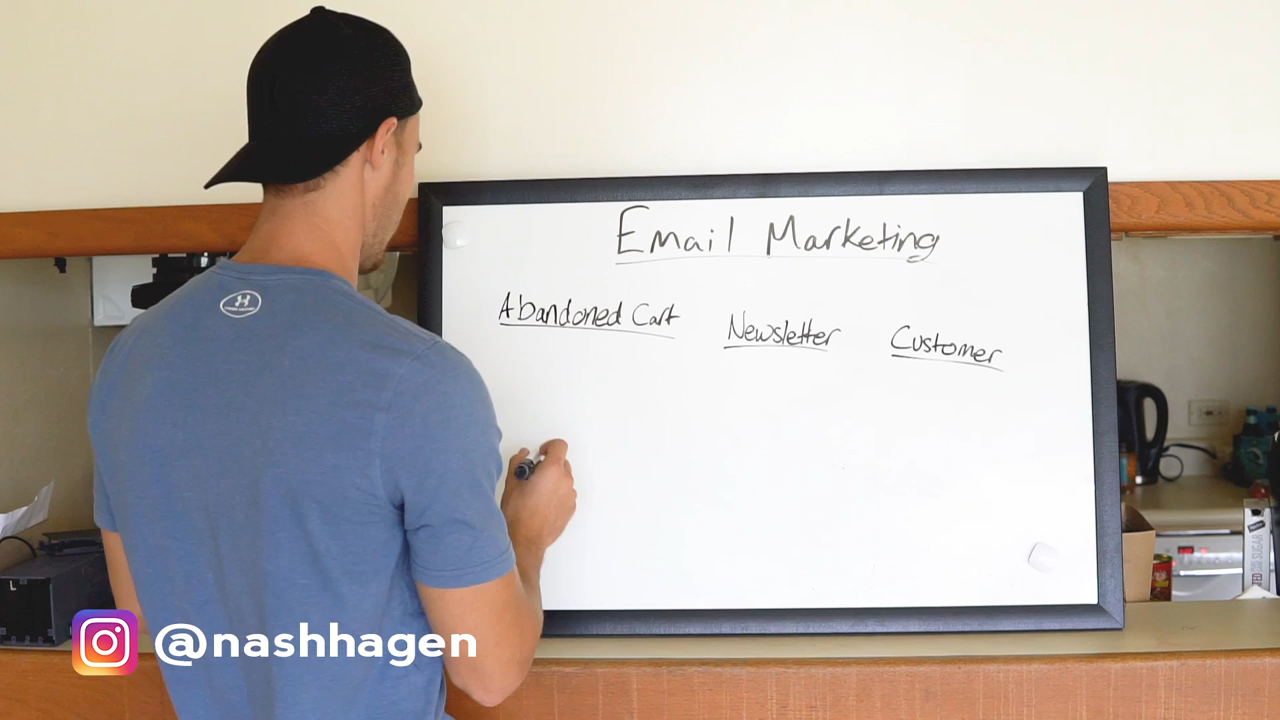 Email Marketing
Abandoned Cart
Newsletter
Customer
@nashhagen